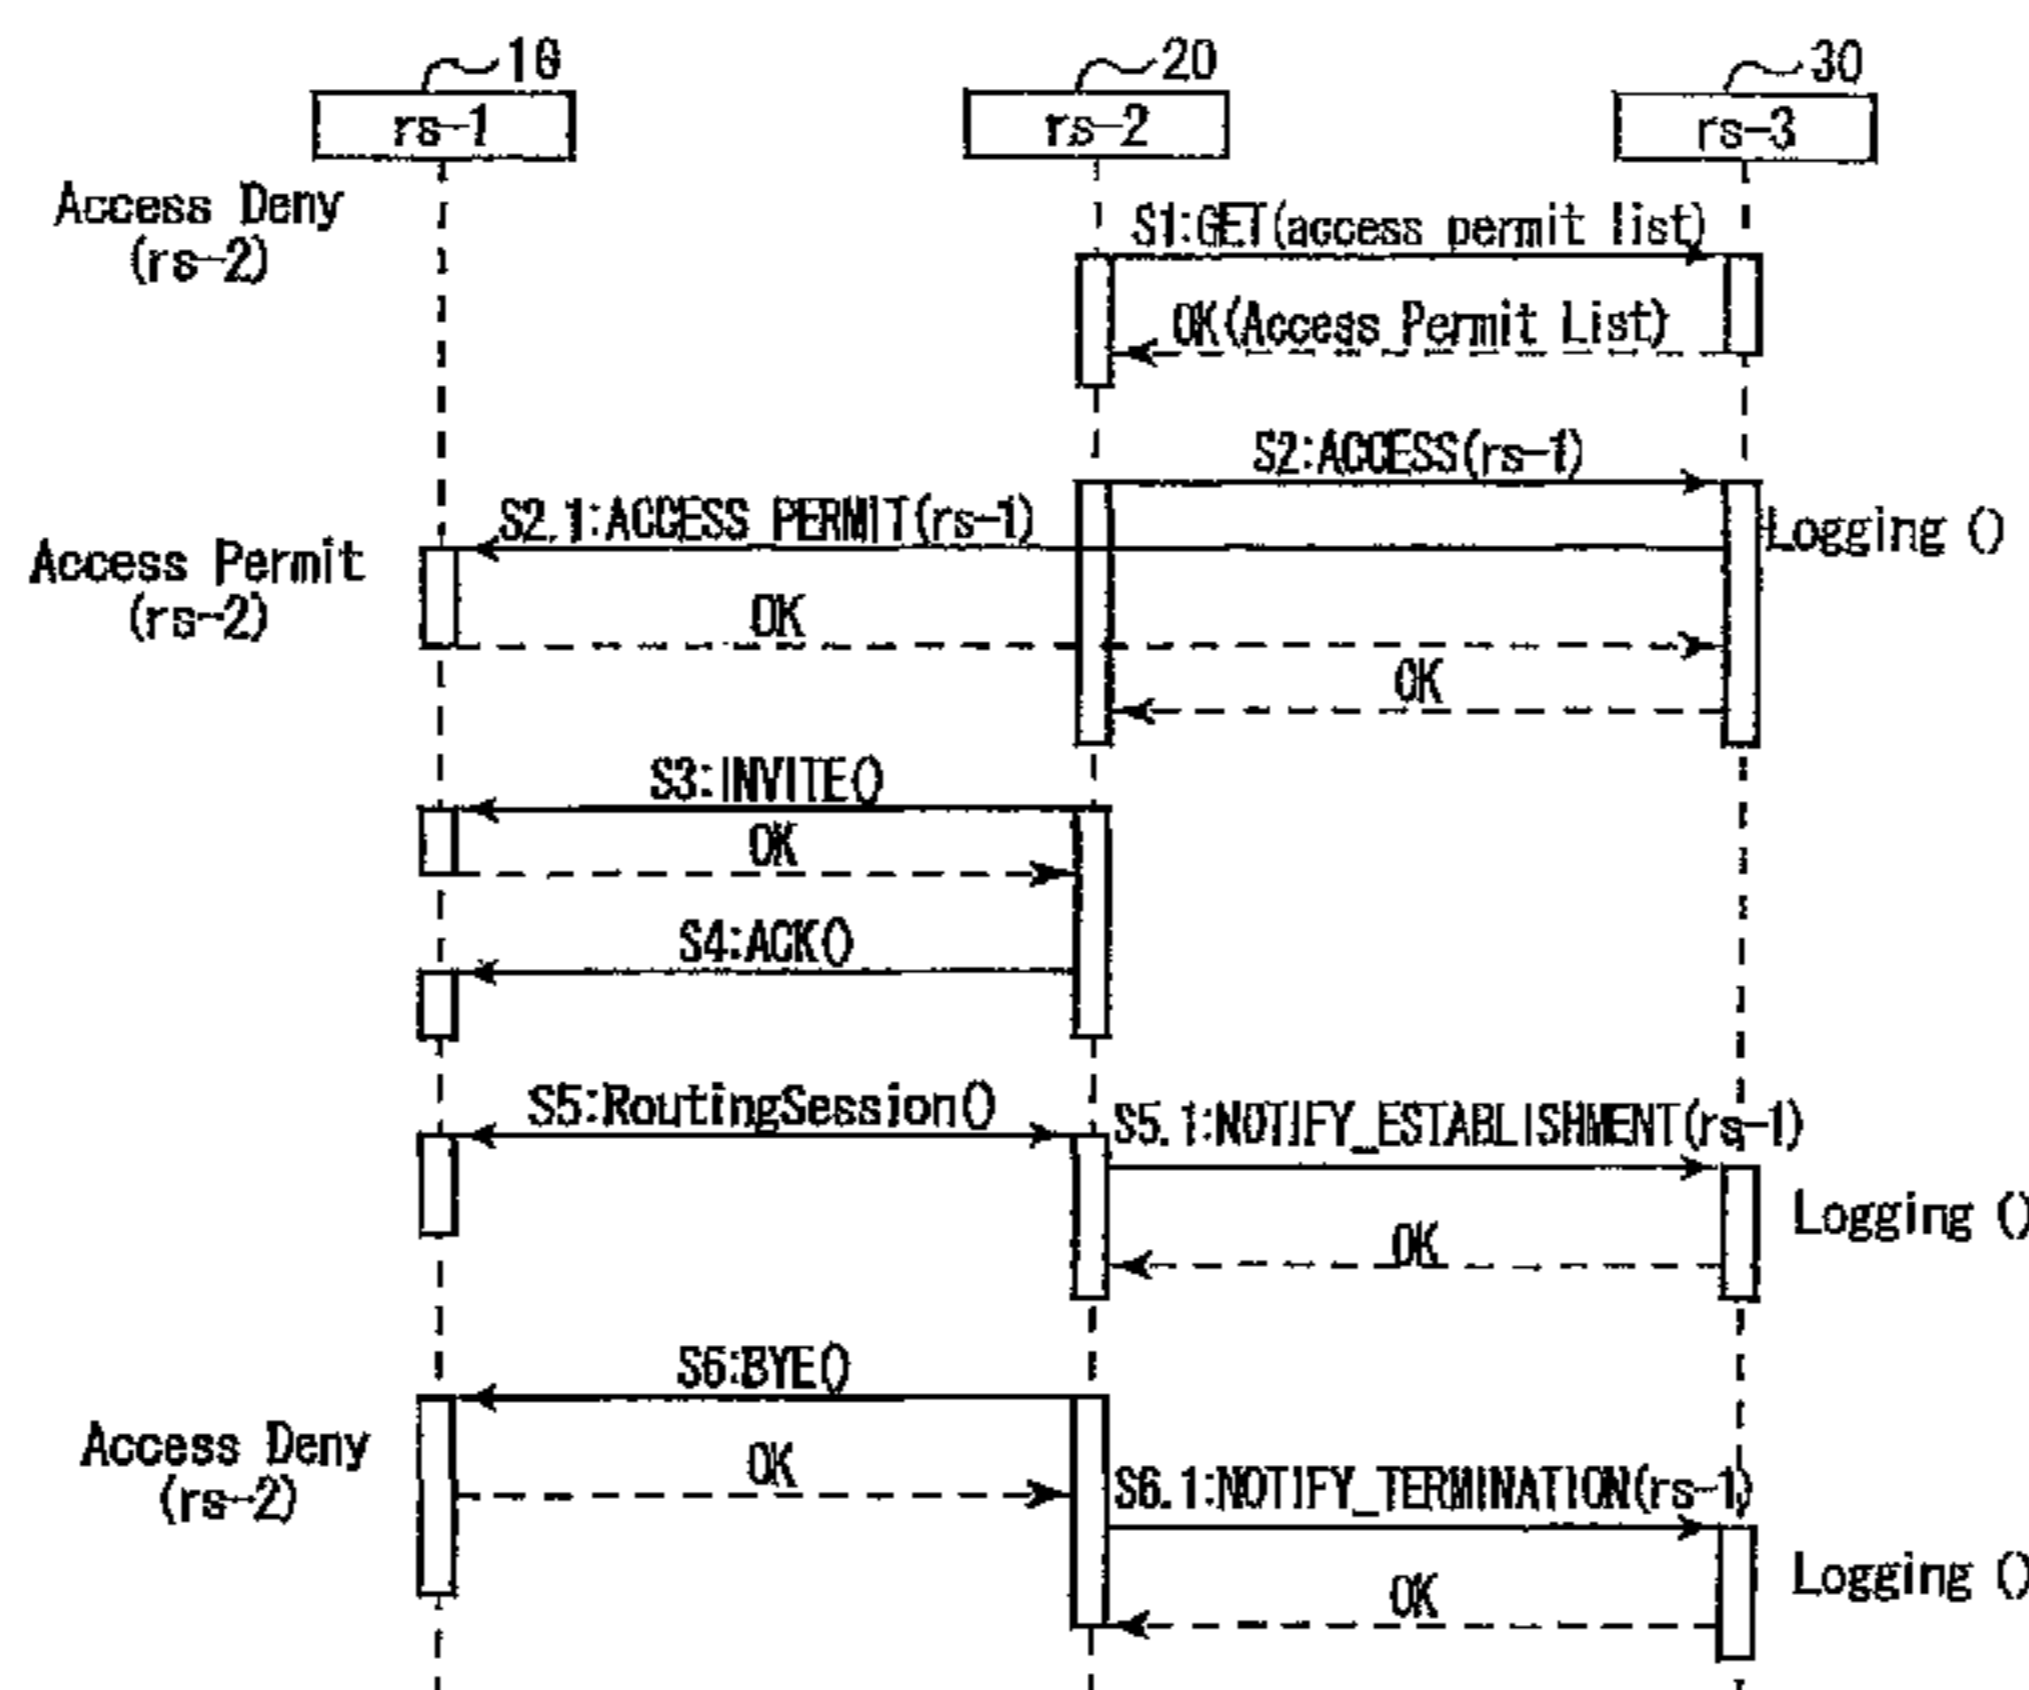 10
20
30
rs-1
rs-2
rs-3
Access Deny
(rs-2)
S1:GET(access permit list)
OK(Access Permit List)
S2:ACCESS(rs-1)
S2.1:ACCESS PERMIT(rs-1)
Logging ()
Access Permit
(rs-2)
OK
OK
S3:INVITE()
OK
S4:ACK()
S5:RoutingSession()
S5.1:NOTIFY_ESTABLISHMENT(rs-1)
Logging ()
OK
S6:BYE()
Access Deny
(rs-2)
OK
S6.1:NOTIFY_TERMINATION(rs-1)
Logging ()
OK